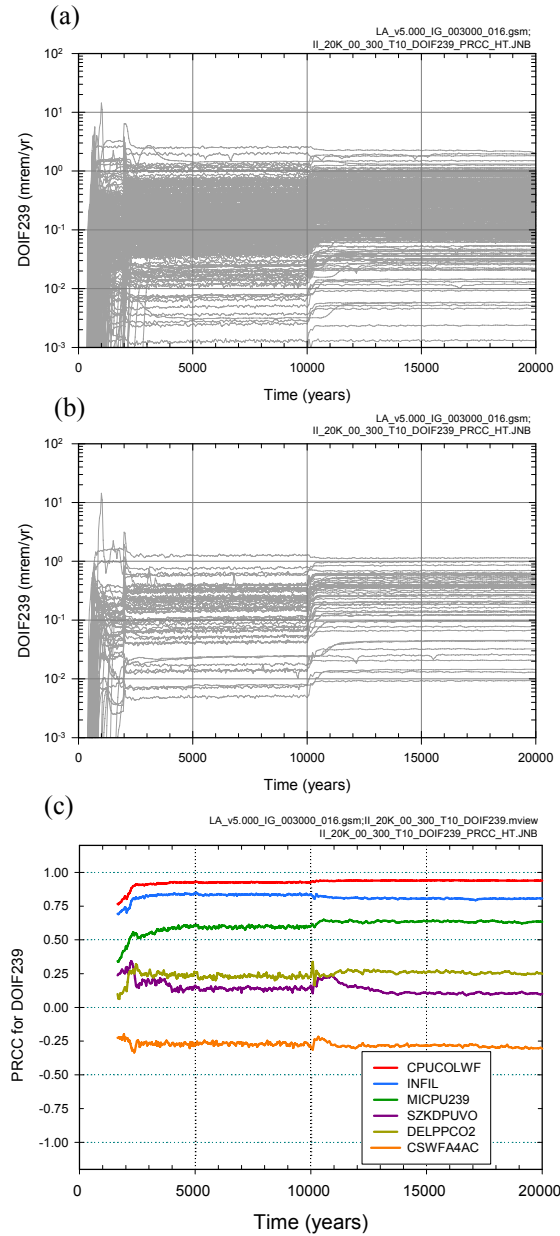 (a)
LA_v5.000_IG_003000_016.gsm;
II_20K_00_300_T10_DOIF239_PRCC_HT.JNB
10²
10¹
10⁰
10⁻¹
10⁻²
10⁻³
DOIF239 (mrem/yr)
0 5000 10000 15000 20000
Time (years)
(b)
LA_v5.000_IG_003000_016.gsm;
II_20K_00_300_T10_DOIF239_PRCC_HT.JNB
10²
10¹
10⁰
10⁻¹
10⁻²
10⁻³
DOIF239 (mrem/yr)
0 5000 10000 15000 20000
Time (years)
(c)
LA_v5.000_IG_003000_016.gsm;II_20K_00_300_T10_DOIF239.mview
II_20K_00_300_T10_DOIF239_PRCC_HT.JNB
1.00
0.75
0.50
0.25
0.00
-0.25
-0.50
-0.75
-1.00
PRCC for DOIF239
CPUCOLWF
INFIL
MICPU239
SZKDPUVO
DELPPCO2
CSWFA4AC
0 5000 10000 15000 20000
Time (years)